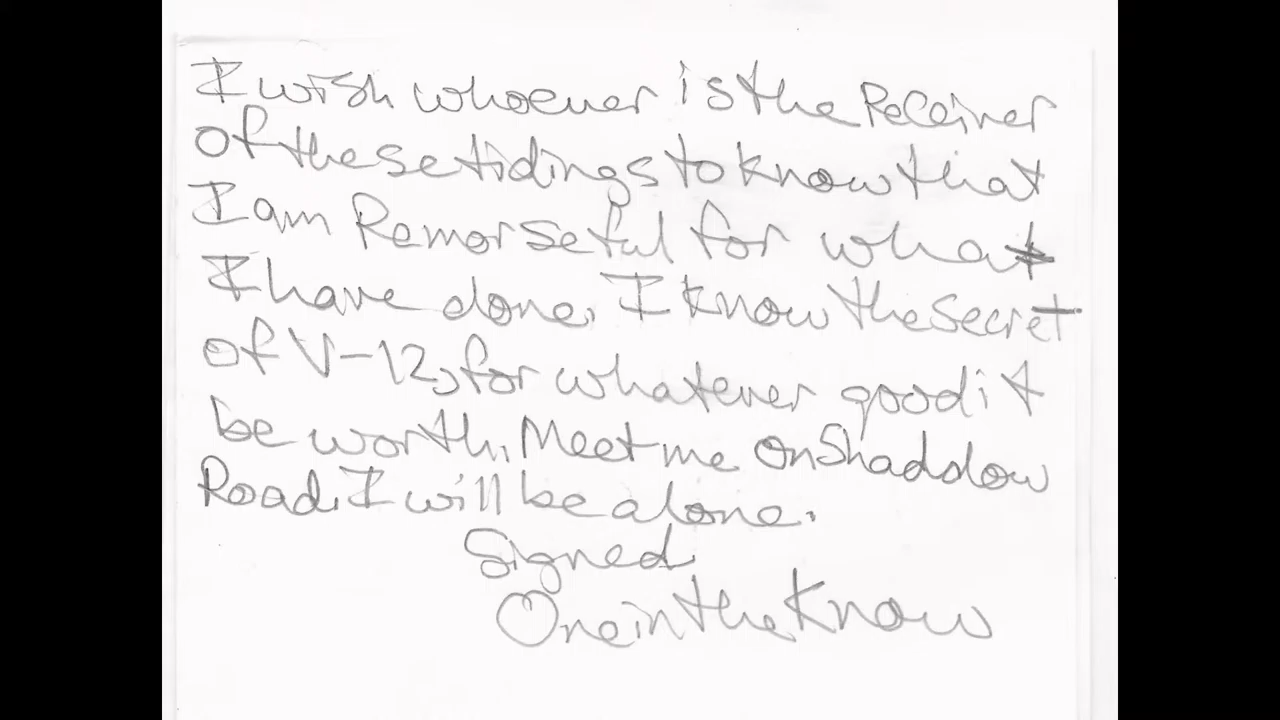 I wish whoever is the Receiver
of these tidings to know that
I am Remorseful for what
I have done. I know the secret
of V-12, for whatever good it
be worth. Meet me on Shaddow
Road. I will be alone.
Signed
One in the Know